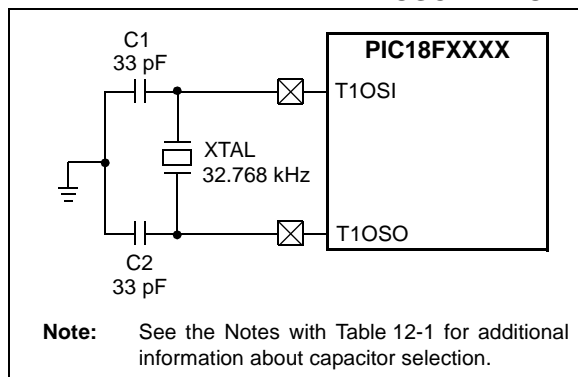 C1
33 pF
PIC18FXXXX
T1OSI
XTAL
32.768 kHz
T1OSO
C2
33 pF
Note: See the Notes with Table 12-1 for additional
information about capacitor selection.